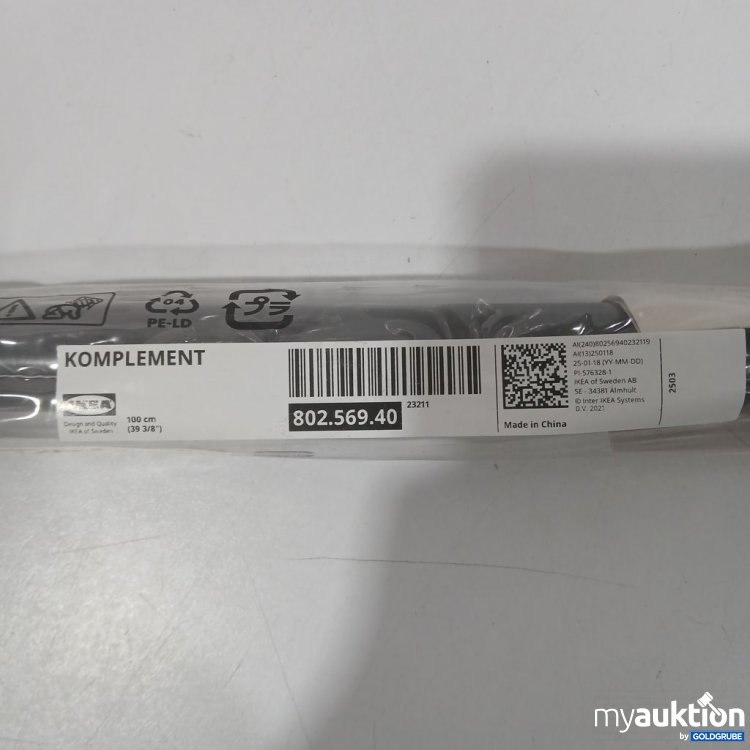 04
PE-LD
プラ
KOMPLEMENT
IKEA
Design and Quality
IKEA of Sweden
100 cm
(39 3/8")
802.569.40
23211
AI(240)80256940232119
AI(13)250118
25-01-18 (YY-MM-DD)
PI-576328-1
IKEA of Sweden AB
SE - 34381 Älmhult
© Inter IKEA Systems
B.V. 2021
Made in China
2503
myauktion
by GOLDGRUBE